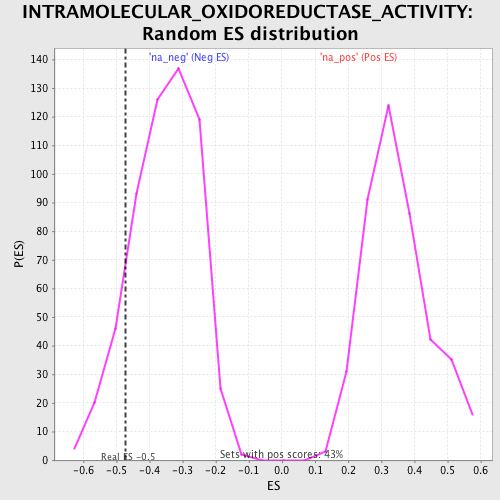 INTRAMOLECULAR_OXIDOREDUCTASE_ACTIVITY:
Random ES distribution
'na_neg' (Neg ES)
'na_pos' (Pos ES)
140
130
120
110
100
90
80
70
60
50
40
30
20
10
0
P(ES)
Real ES -0.5
Sets with pos scores: 43%
-0.6 -0.5 -0.4 -0.3 -0.2 -0.1 0.0 0.1 0.2 0.3 0.4 0.5 0.6
ES